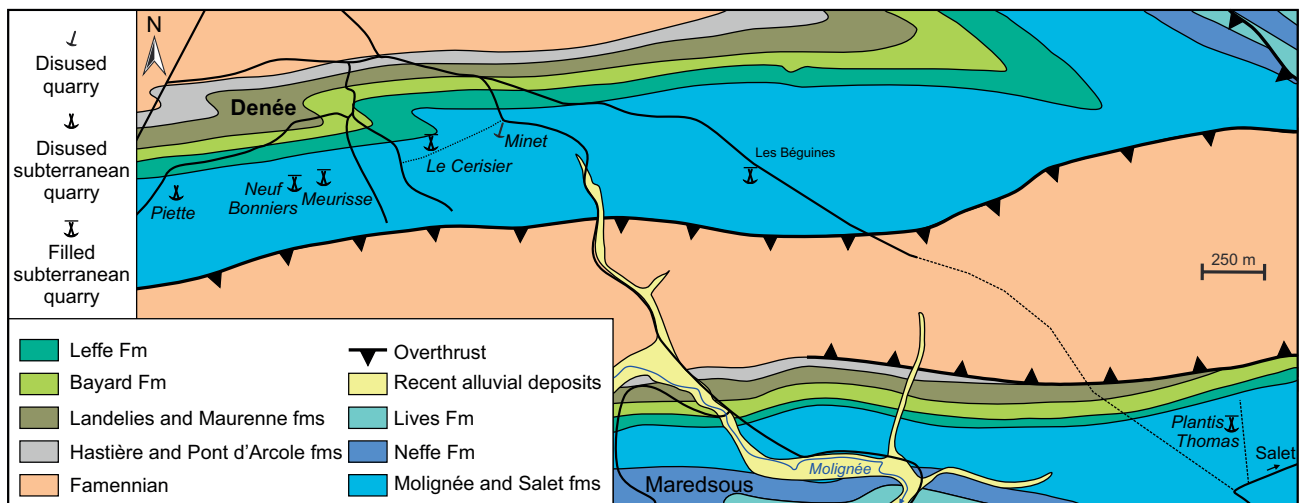 N
Disused
quarry
Disused
subterranean
quarry
Filled
subterranean
quarry
Denée
Minet
Le Cerisier
Les Béguines
Neuf
Bonniers
Meurisse
Piette
250 m
Leffe Fm
Bayard Fm
Landelies and Maurenne fms
Hastière and Pont d'Arcole fms
Famennian
Overthrust
Recent alluvial deposits
Lives Fm
Neffe Fm
Molignée and Salet fms
Plantis
Thomas
Salet
Molignée
Maredsous